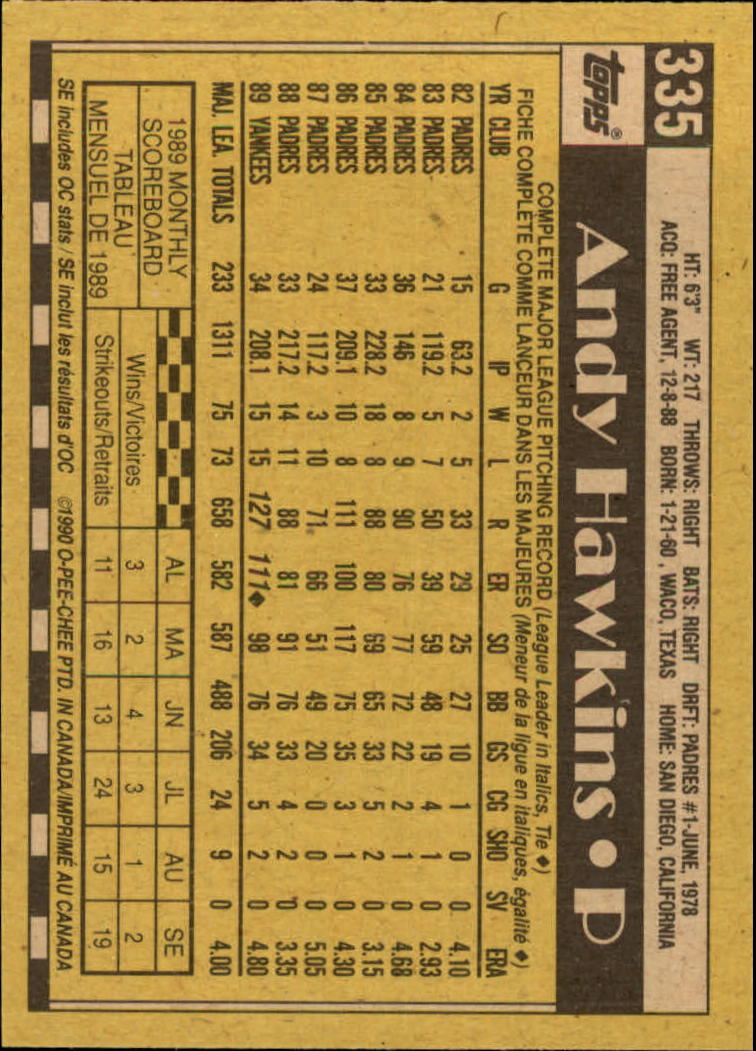 335
HT: 6'3" WT: 217 THROWS: RIGHT BATS: RIGHT DRFT: PADRES #1-JUNE, 1978
ACQ: FREE AGENT, 12-8-88 BORN: 1-21-60, WACO, TEXAS HOME: SAN DIEGO, CALIFORNIA
TOPPS® Andy Hawkins • P
COMPLETE MAJOR LEAGUE PITCHING RECORD (League Leader in Italics, Tie ♦)
FICHE COMPLÈTE COMME LANCEUR DANS LES MAJEURES (Meneur de la ligue en italiques, égalité ♦)
YR CLUB G IP W L R ER SO BB GS CG SHO SV ERA
82 PADRES 15 63.2 2 5 33 29 25 27 10 1 0 0 4.10
83 PADRES 21 119.2 5 7 50 39 59 48 19 4 1 0 2.93
84 PADRES 36 146 8 9 90 76 77 72 22 2 1 0 4.68
85 PADRES 33 228.2 18 8 88 80 69 65 33 5 2 0 3.15
86 PADRES 37 209.1 10 8 111 100 117 75 35 3 1 0 4.30
87 PADRES 24 117.2 3 10 71 66 51 49 20 0 0 0 5.05
88 PADRES 33 217.2 14 11 88 81 91 76 33 4 2 0 3.35
89 YANKEES 34 208.1 15 15 127 111♦ 98 76 34 5 2 0 4.80
MAJ. LEA. TOTALS 233 1311 75 73 658 582 587 488 206 24 9 0 4.00
1989 MONTHLY
SCOREBOARD
TABLEAU
MENSUEL DE 1989
AL MA JN JL AU SE
Wins/Victoires 3 2 4 3 1 2
Strikeouts/Retraits 11 16 13 24 15 19
SE includes OC stats / SE inclut les résultats d'OC ©1990 O-PEE-CHEE PTD. IN CANADA/IMPRIMÉ AU CANADA